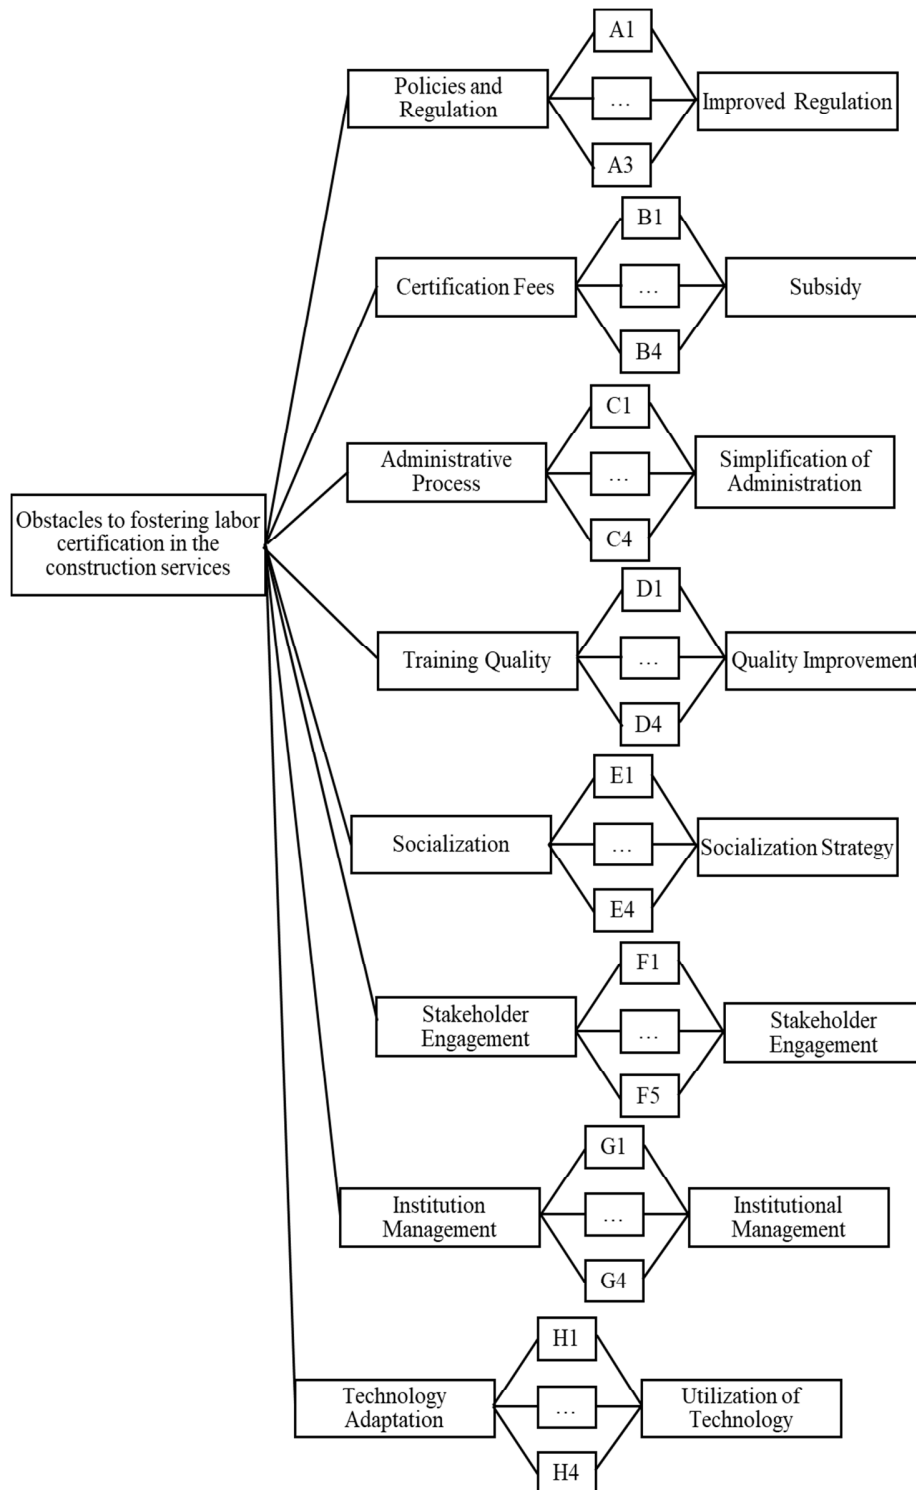 A1
Policies and
Regulation
…
Improved Regulation
A3
B1
Certification Fees
…
Subsidy
B4
C1
Administrative
Process
…
Simplification of
Administration
C4
Obstacles to fostering labor
certification in the
construction services
D1
Training Quality
…
Quality Improvement
D4
E1
Socialization
…
Socialization Strategy
E4
F1
Stakeholder
Engagement
…
Stakeholder
Engagement
F5
G1
Institution
Management
…
Institutional
Management
G4
H1
Technology
Adaptation
…
Utilization of
Technology
H4